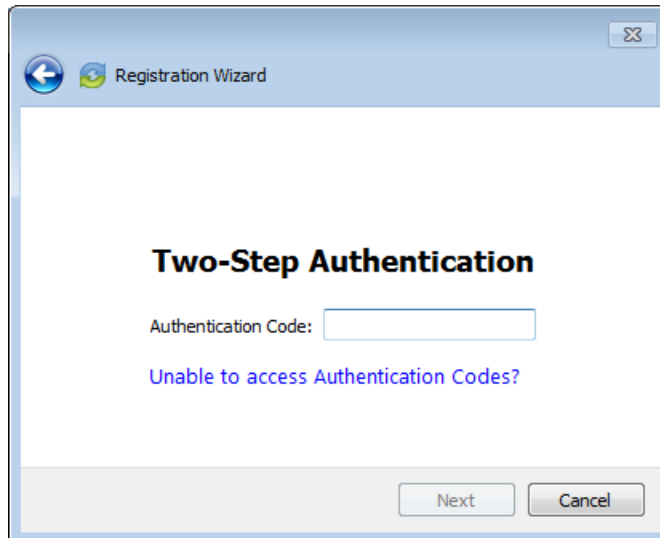 Registration Wizard
Two-Step Authentication
Authentication Code:
Unable to access Authentication Codes?
Next Cancel